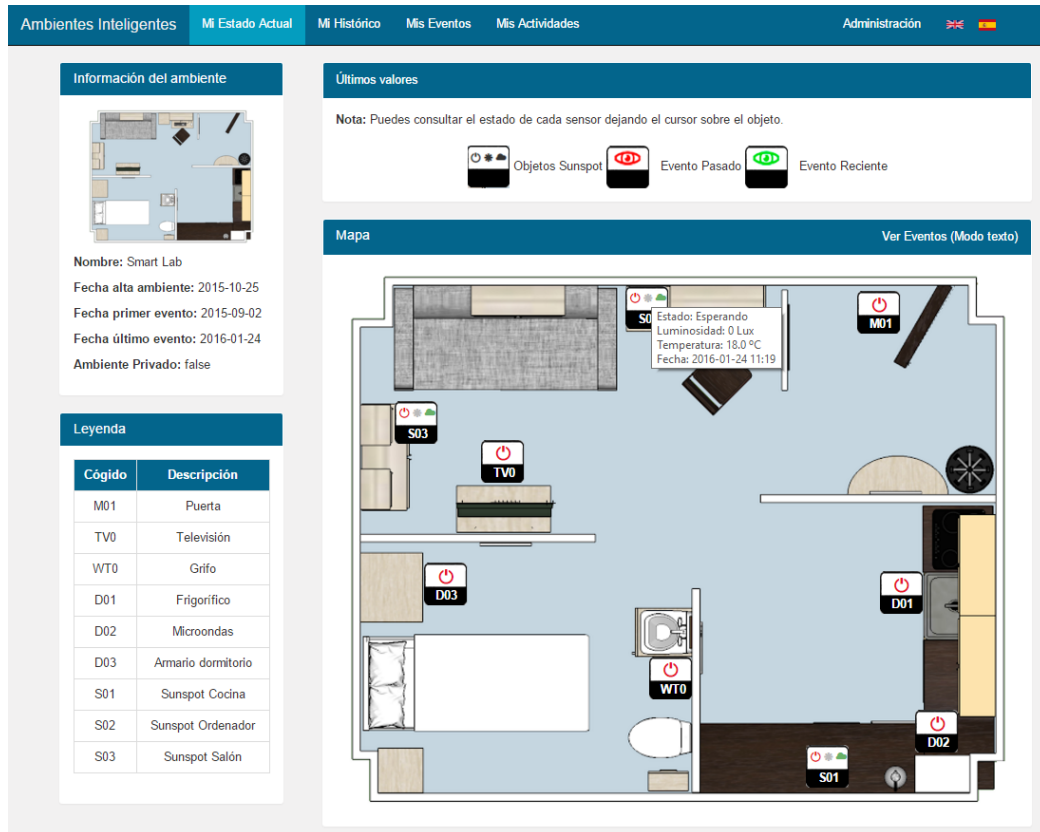 Ambientes Inteligentes Mi Estado Actual Mi Histórico Mis Eventos Mis Actividades Administración
Información del ambiente
Nombre: Smart Lab
Fecha alta ambiente: 2015-10-25
Fecha primer evento: 2015-09-02
Fecha último evento: 2016-01-24
Ambiente Privado: false
Leyenda
Cógido Descripción
M01 Puerta
TV0 Televisión
WT0 Grifo
D01 Frigorífico
D02 Microondas
D03 Armario dormitorio
S01 Sunspot Cocina
S02 Sunspot Ordenador
S03 Sunspot Salón
Últimos valores
Nota: Puedes consultar el estado de cada sensor dejando el cursor sobre el objeto.
Objetos Sunspot Evento Pasado Evento Reciente
Mapa Ver Eventos (Modo texto)
M01
Estado: Esperando
Luminosidad: 0 Lux
Temperatura: 18.0 ºC
Fecha: 2016-01-24 11:19
S03
TV0
D03
D01
WT0
D02
S01